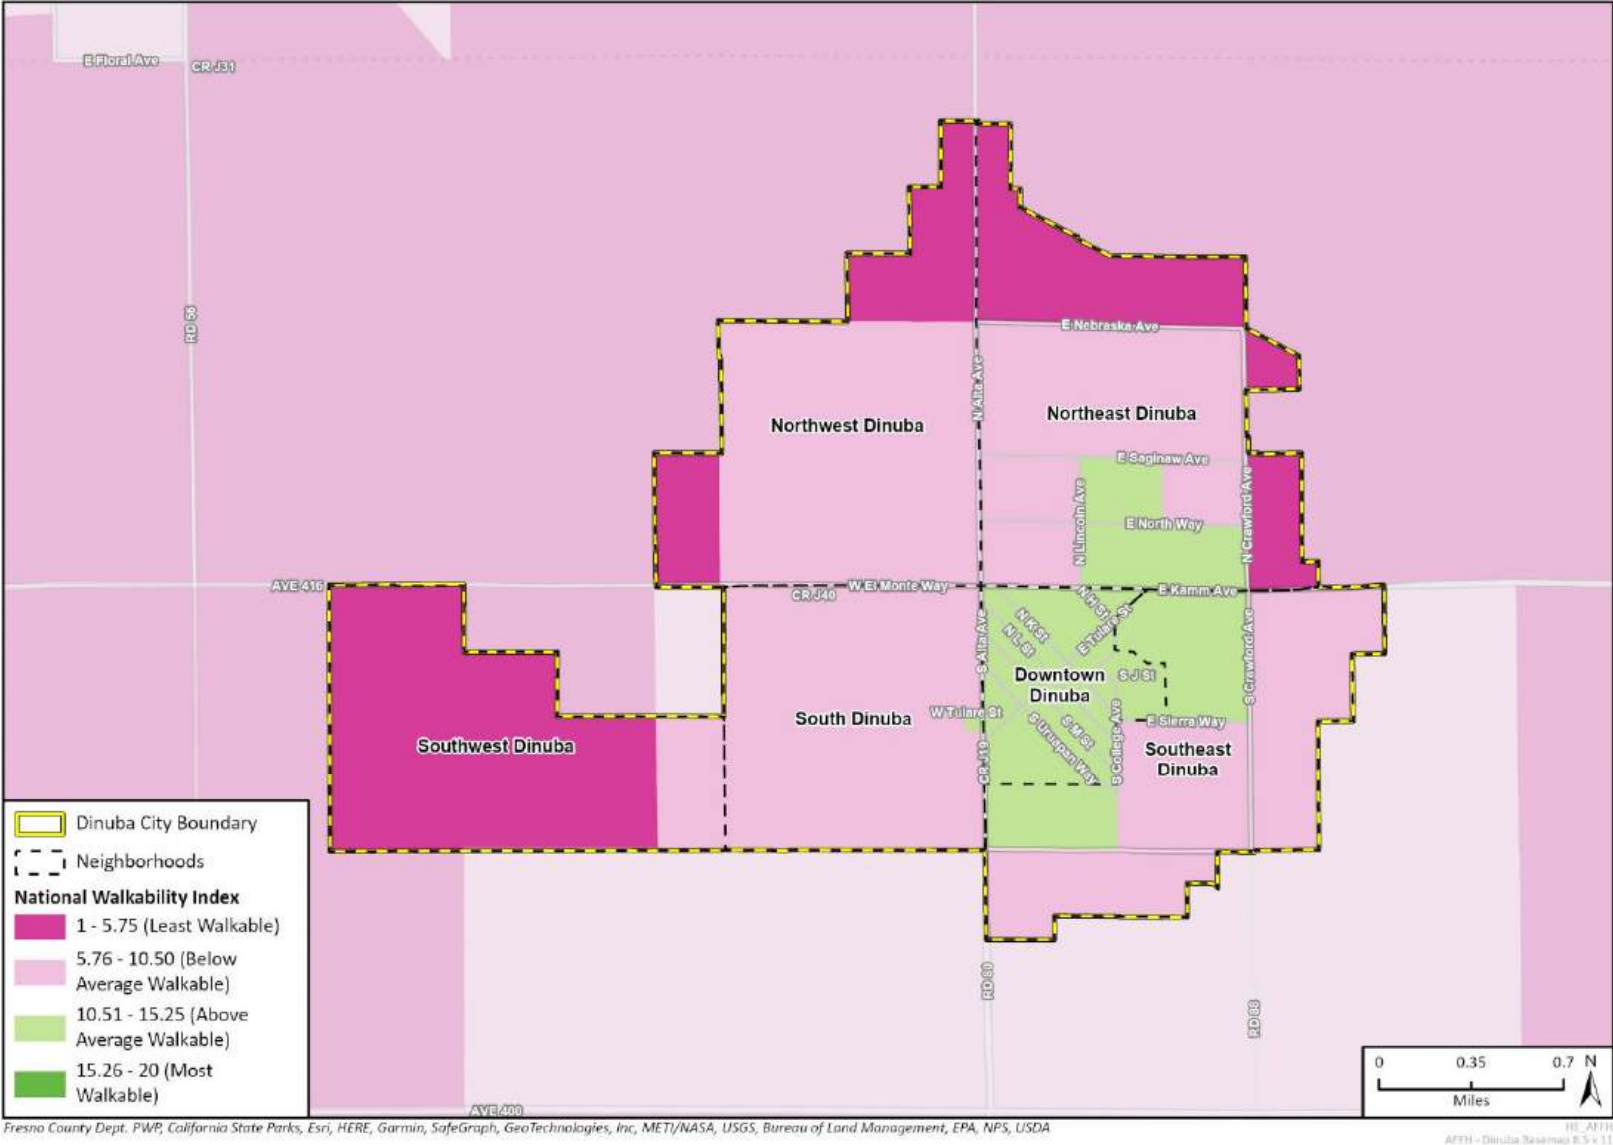 E Floral Ave
CR J31
RD 56
E Nebraska Ave
N Alta Ave
Northwest Dinuba
Northeast Dinuba
E Saginaw Ave
N Lincoln Ave
N Crawford Ave
E North Way
AVE 416
W El Monte Way
CR J40
E Kamm Ave
N H St
N K St
N L St
E Tulare St
S Alta Ave
S Crawford Ave
Downtown
Dinuba
S J St
W Tulare St
South Dinuba
S Uruapan Way
S M St
S College Ave
E Sierra Way
Southwest Dinuba
CR J19
Southeast
Dinuba
Dinuba City Boundary
Neighborhoods
National Walkability Index
1 - 5.75 (Least Walkable)
5.76 - 10.50 (Below
Average Walkable)
10.51 - 15.25 (Above
Average Walkable)
15.26 - 20 (Most
Walkable)
RD 80
RD 88
AVE 400
0 0.35 0.7 N
Miles
Fresno County Dept. PWP, California State Parks, Esri, HERE, Garmin, SafeGraph, GeoTechnologies, Inc, METI/NASA, USGS, Bureau of Land Management, EPA, NPS, USDA